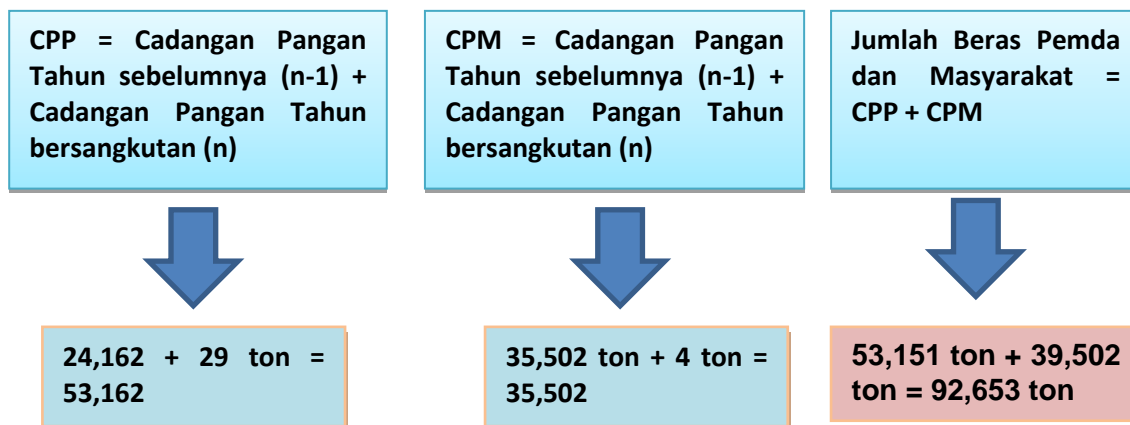 CPP = Cadangan Pangan
Tahun sebelumnya (n-1) +
Cadangan Pangan Tahun
bersangkutan (n)
CPM = Cadangan Pangan
Tahun sebelumnya (n-1) +
Cadangan Pangan Tahun
bersangkutan (n)
Jumlah Beras Pemda
dan Masyarakat =
CPP + CPM
24,162 + 29 ton =
53,162
35,502 ton + 4 ton =
35,502
53,151 ton + 39,502
ton = 92,653 ton